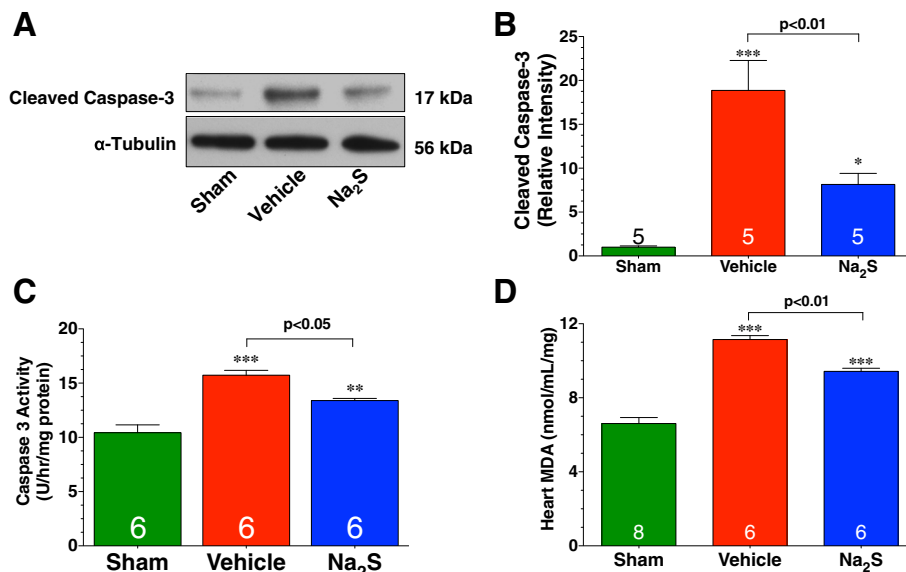 A
Cleaved Caspase-3
17 kDa
α-Tubulin
56 kDa
Sham
Vehicle
Na₂S
B
p<0.01
Cleaved Caspase-3
(Relative Intensity)
25
20
15
10
5
0
***
*
5
5
5
Sham
Vehicle
Na₂S
C
p<0.05
Caspase 3 Activity
(U/hr/mg protein)
20
15
10
5
0
***
**
6
6
6
Sham
Vehicle
Na₂S
D
p<0.01
Heart MDA (nmol/mL/mg)
12
9
6
3
0
***
***
8
6
6
Sham
Vehicle
Na₂S